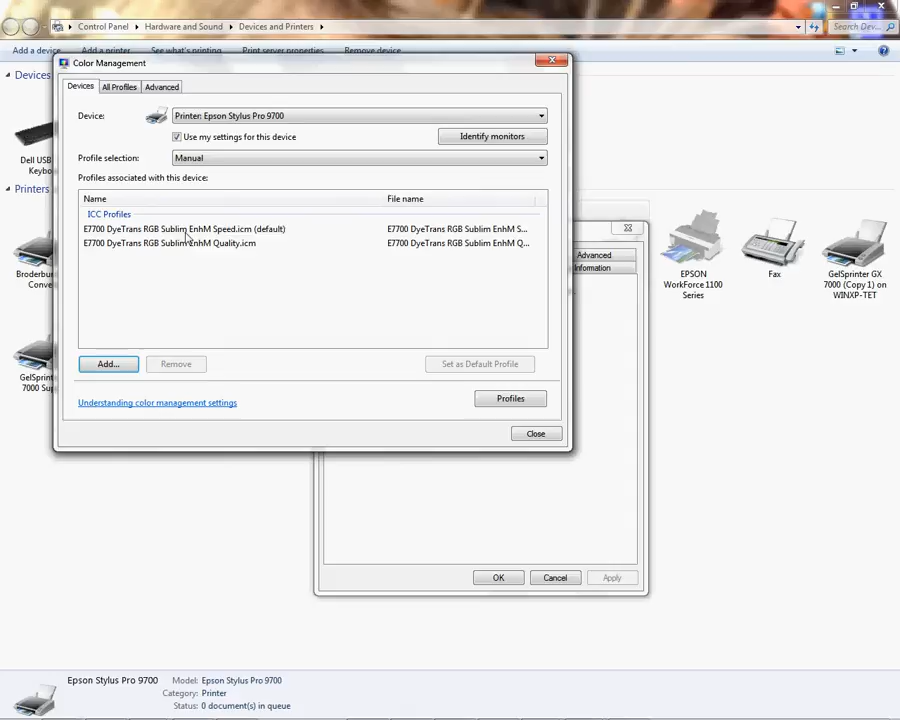 Control Panel
Hardware and Sound
Devices and Printers
Search Dev...
Add a device
Add a printer
See what's printing
Print server properties
Remove device
Color Management
Devices
All Profiles
Advanced
Device:
Printer: Epson Stylus Pro 9700
Use my settings for this device
Identify monitors
Profile selection:
Manual
Profiles associated with this device:
Name
File name
ICC Profiles
E7700 DyeTrans RGB Sublim EnhM Speed.icm (default)
E7700 DyeTrans RGB Sublim EnhM S...
E7700 DyeTrans RGB Sublim EnhM Quality.icm
E7700 DyeTrans RGB Sublim EnhM Q...
Add...
Remove
Set as Default Profile
Understanding color management settings
Profiles
Close
Devices
Dell USB
Keybo
Printers
Broderbur
Conve
GelSprint
7000 Sup
Advanced
Information
OK
Cancel
Apply
EPSON
WorkForce 1100
Series
Fax
GelSprinter GX
7000 (Copy 1) on
WINXP-TET
Epson Stylus Pro 9700
Model: Epson Stylus Pro 9700
Category: Printer
Status: 0 document(s) in queue